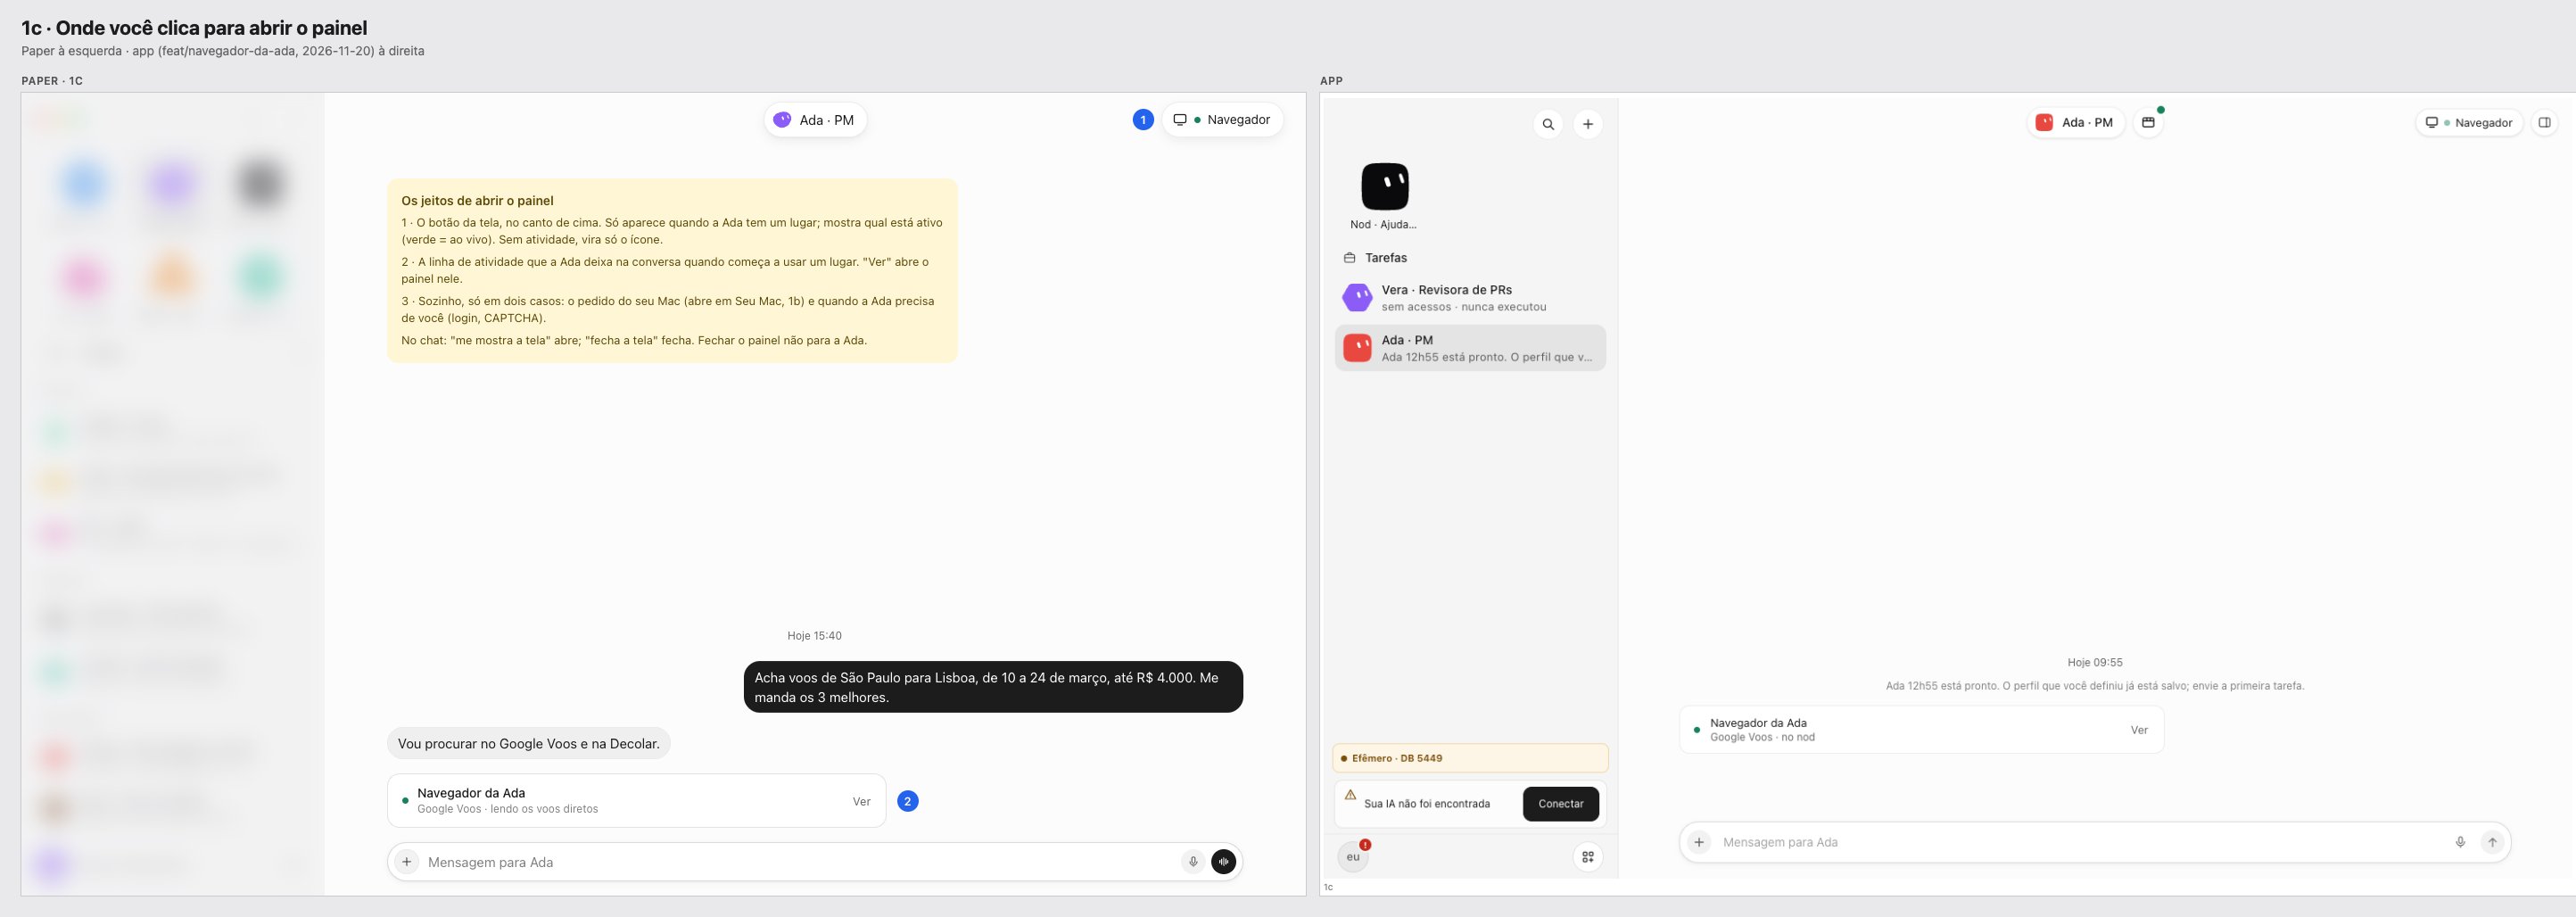 1c · Onde você clica para abrir o painel
Paper à esquerda · app (feat/navegador-da-ada, 2026-11-20) à direita
PAPER · 1C
Ada · PM
1
Navegador
Os jeitos de abrir o painel
1 · O botão da tela, no canto de cima. Só aparece quando a Ada tem um lugar; mostra qual está ativo
(verde = ao vivo). Sem atividade, vira só o ícone.
2 · A linha de atividade que a Ada deixa na conversa quando começa a usar um lugar. "Ver" abre o
painel nele.
3 · Sozinho, só em dois casos: o pedido do seu Mac (abre em Seu Mac, 1b) e quando a Ada precisa
de você (login, CAPTCHA).
No chat: "me mostra a tela" abre; "fecha a tela" fecha. Fechar o painel não para a Ada.
Hoje 15:40
Acha voos de São Paulo para Lisboa, de 10 a 24 de março, até R$ 4.000. Me
manda os 3 melhores.
Vou procurar no Google Voos e na Decolar.
Navegador da Ada
Google Voos · lendo os voos diretos
Ver
2
Mensagem para Ada
APP
Nod · Ajuda...
Tarefas
Vera · Revisora de PRs
sem acessos · nunca executou
Ada · PM
Ada 12h55 está pronto. O perfil que v...
Efêmero · DB 5449
Sua IA não foi encontrada
Conectar
eu
!
1c
Ada · PM
Navegador
Hoje 09:55
Ada 12h55 está pronto. O perfil que você definiu já está salvo; envie a primeira tarefa.
Navegador da Ada
Google Voos · no nod
Ver
Mensagem para Ada